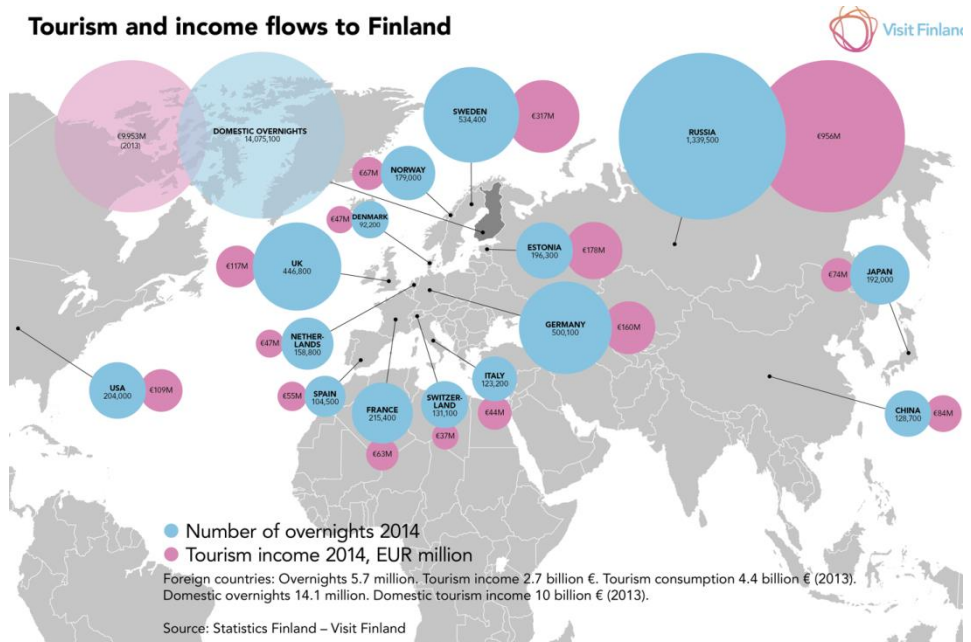 Tourism and income flows to Finland
Visit Finland
€9.953M
(2013)
DOMESTIC OVERNIGHTS
14,075,100
SWEDEN
534,400
€317M
RUSSIA
1,339,500
€956M
€67M
NORWAY
179,000
€47M
DENMARK
92,200
€117M
UK
446,800
ESTONIA
196,300
€178M
€74M
JAPAN
192,000
€47M
NETHER-
LANDS
158,800
GERMANY
500,100
€160M
USA
204,000
€109M
€55M
SPAIN
104,500
FRANCE
215,400
€63M
SWITZER-
LAND
131,100
€37M
ITALY
123,200
€44M
CHINA
128,700
€84M
Number of overnights 2014
Tourism income 2014, EUR million
Foreign countries: Overnights 5.7 million. Tourism income 2.7 billion €. Tourism consumption 4.4 billion € (2013).
Domestic overnights 14.1 million. Domestic tourism income 10 billion € (2013).
Source: Statistics Finland – Visit Finland